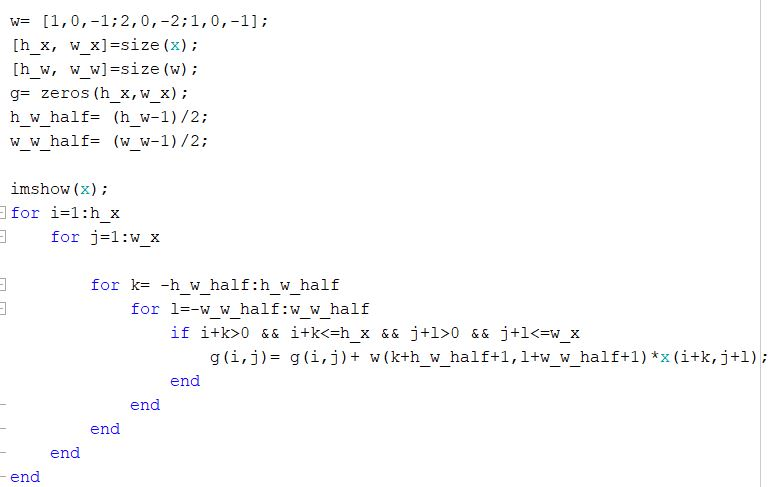 w= [1,0,-1;2,0,-2;1,0,-1];
[h_x, w_x]=size(x);
[h_w, w_w]=size(w);
g= zeros(h_x,w_x);
h_w_half= (h_w-1)/2;
w_w_half= (w_w-1)/2;
imshow(x);
for i=1:h_x
for j=1:w_x
for k= -h_w_half:h_w_half
for l=-w_w_half:w_w_half
if i+k>0 && i+k<=h_x && j+l>0 && j+l<=w_x
g(i,j)= g(i,j)+ w(k+h_w_half+1,l+w_w_half+1)*x(i+k,j+l);
end
end
end
end
end